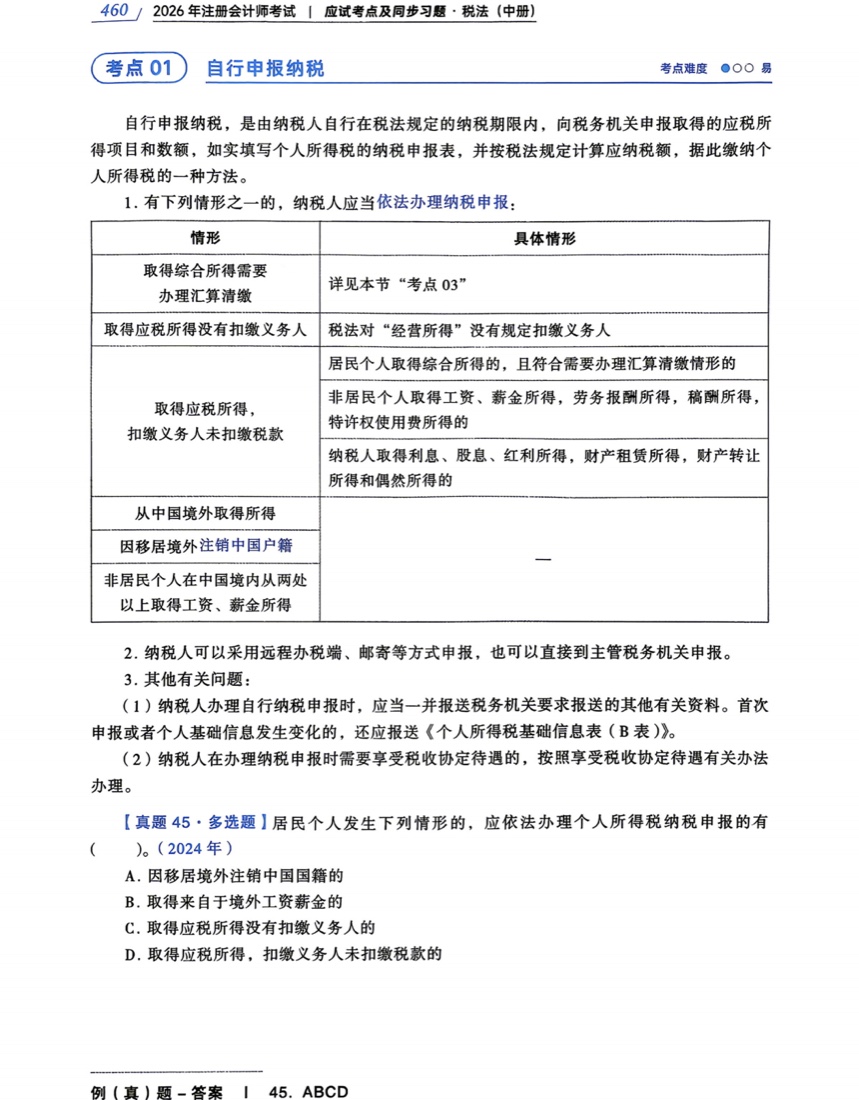 460 2026年注册会计师考试 | 应试考点及同步习题·税法（中册）
考点 01 自行申报纳税 考点难度 ●○○ 易
自行申报纳税，是由纳税人自行在税法规定的纳税期限内，向税务机关申报取得的应税所
得项目和数额，如实填写个人所得税的纳税申报表，并按税法规定计算应纳税额，据此缴纳个
人所得税的一种方法。
1. 有下列情形之一的，纳税人应当依法办理纳税申报：
情形 具体情形
取得综合所得需要
办理汇算清缴
详见本节“考点 03”
取得应税所得没有扣缴义务人 税法对“经营所得”没有规定扣缴义务人
取得应税所得，
扣缴义务人未扣缴税款
居民个人取得综合所得的，且符合需要办理汇算清缴情形的
非居民个人取得工资、薪金所得，劳务报酬所得，稿酬所得，
特许权使用费所得的
纳税人取得利息、股息、红利所得，财产租赁所得，财产转让
所得和偶然所得的
从中国境外取得所得
因移居境外注销中国户籍
非居民个人在中国境内从两处
以上取得工资、薪金所得
—
2. 纳税人可以采用远程办税端、邮寄等方式申报，也可以直接到主管税务机关申报。
3. 其他有关问题：
（1）纳税人办理自行纳税申报时，应当一并报送税务机关要求报送的其他有关资料。首次
申报或者个人基础信息发生变化的，还应报送《个人所得税基础信息表（B 表）》。
（2）纳税人在办理纳税申报时需要享受税收协定待遇的，按照享受税收协定待遇有关办法
办理。
【真题 45·多选题】居民个人发生下列情形的，应依法办理个人所得税纳税申报的有
（　　）。（2024 年）
A. 因移居境外注销中国国籍的
B. 取得来自于境外工资薪金的
C. 取得应税所得没有扣缴义务人的
D. 取得应税所得，扣缴义务人未扣缴税款的
例（真）题–答案 | 45. ABCD